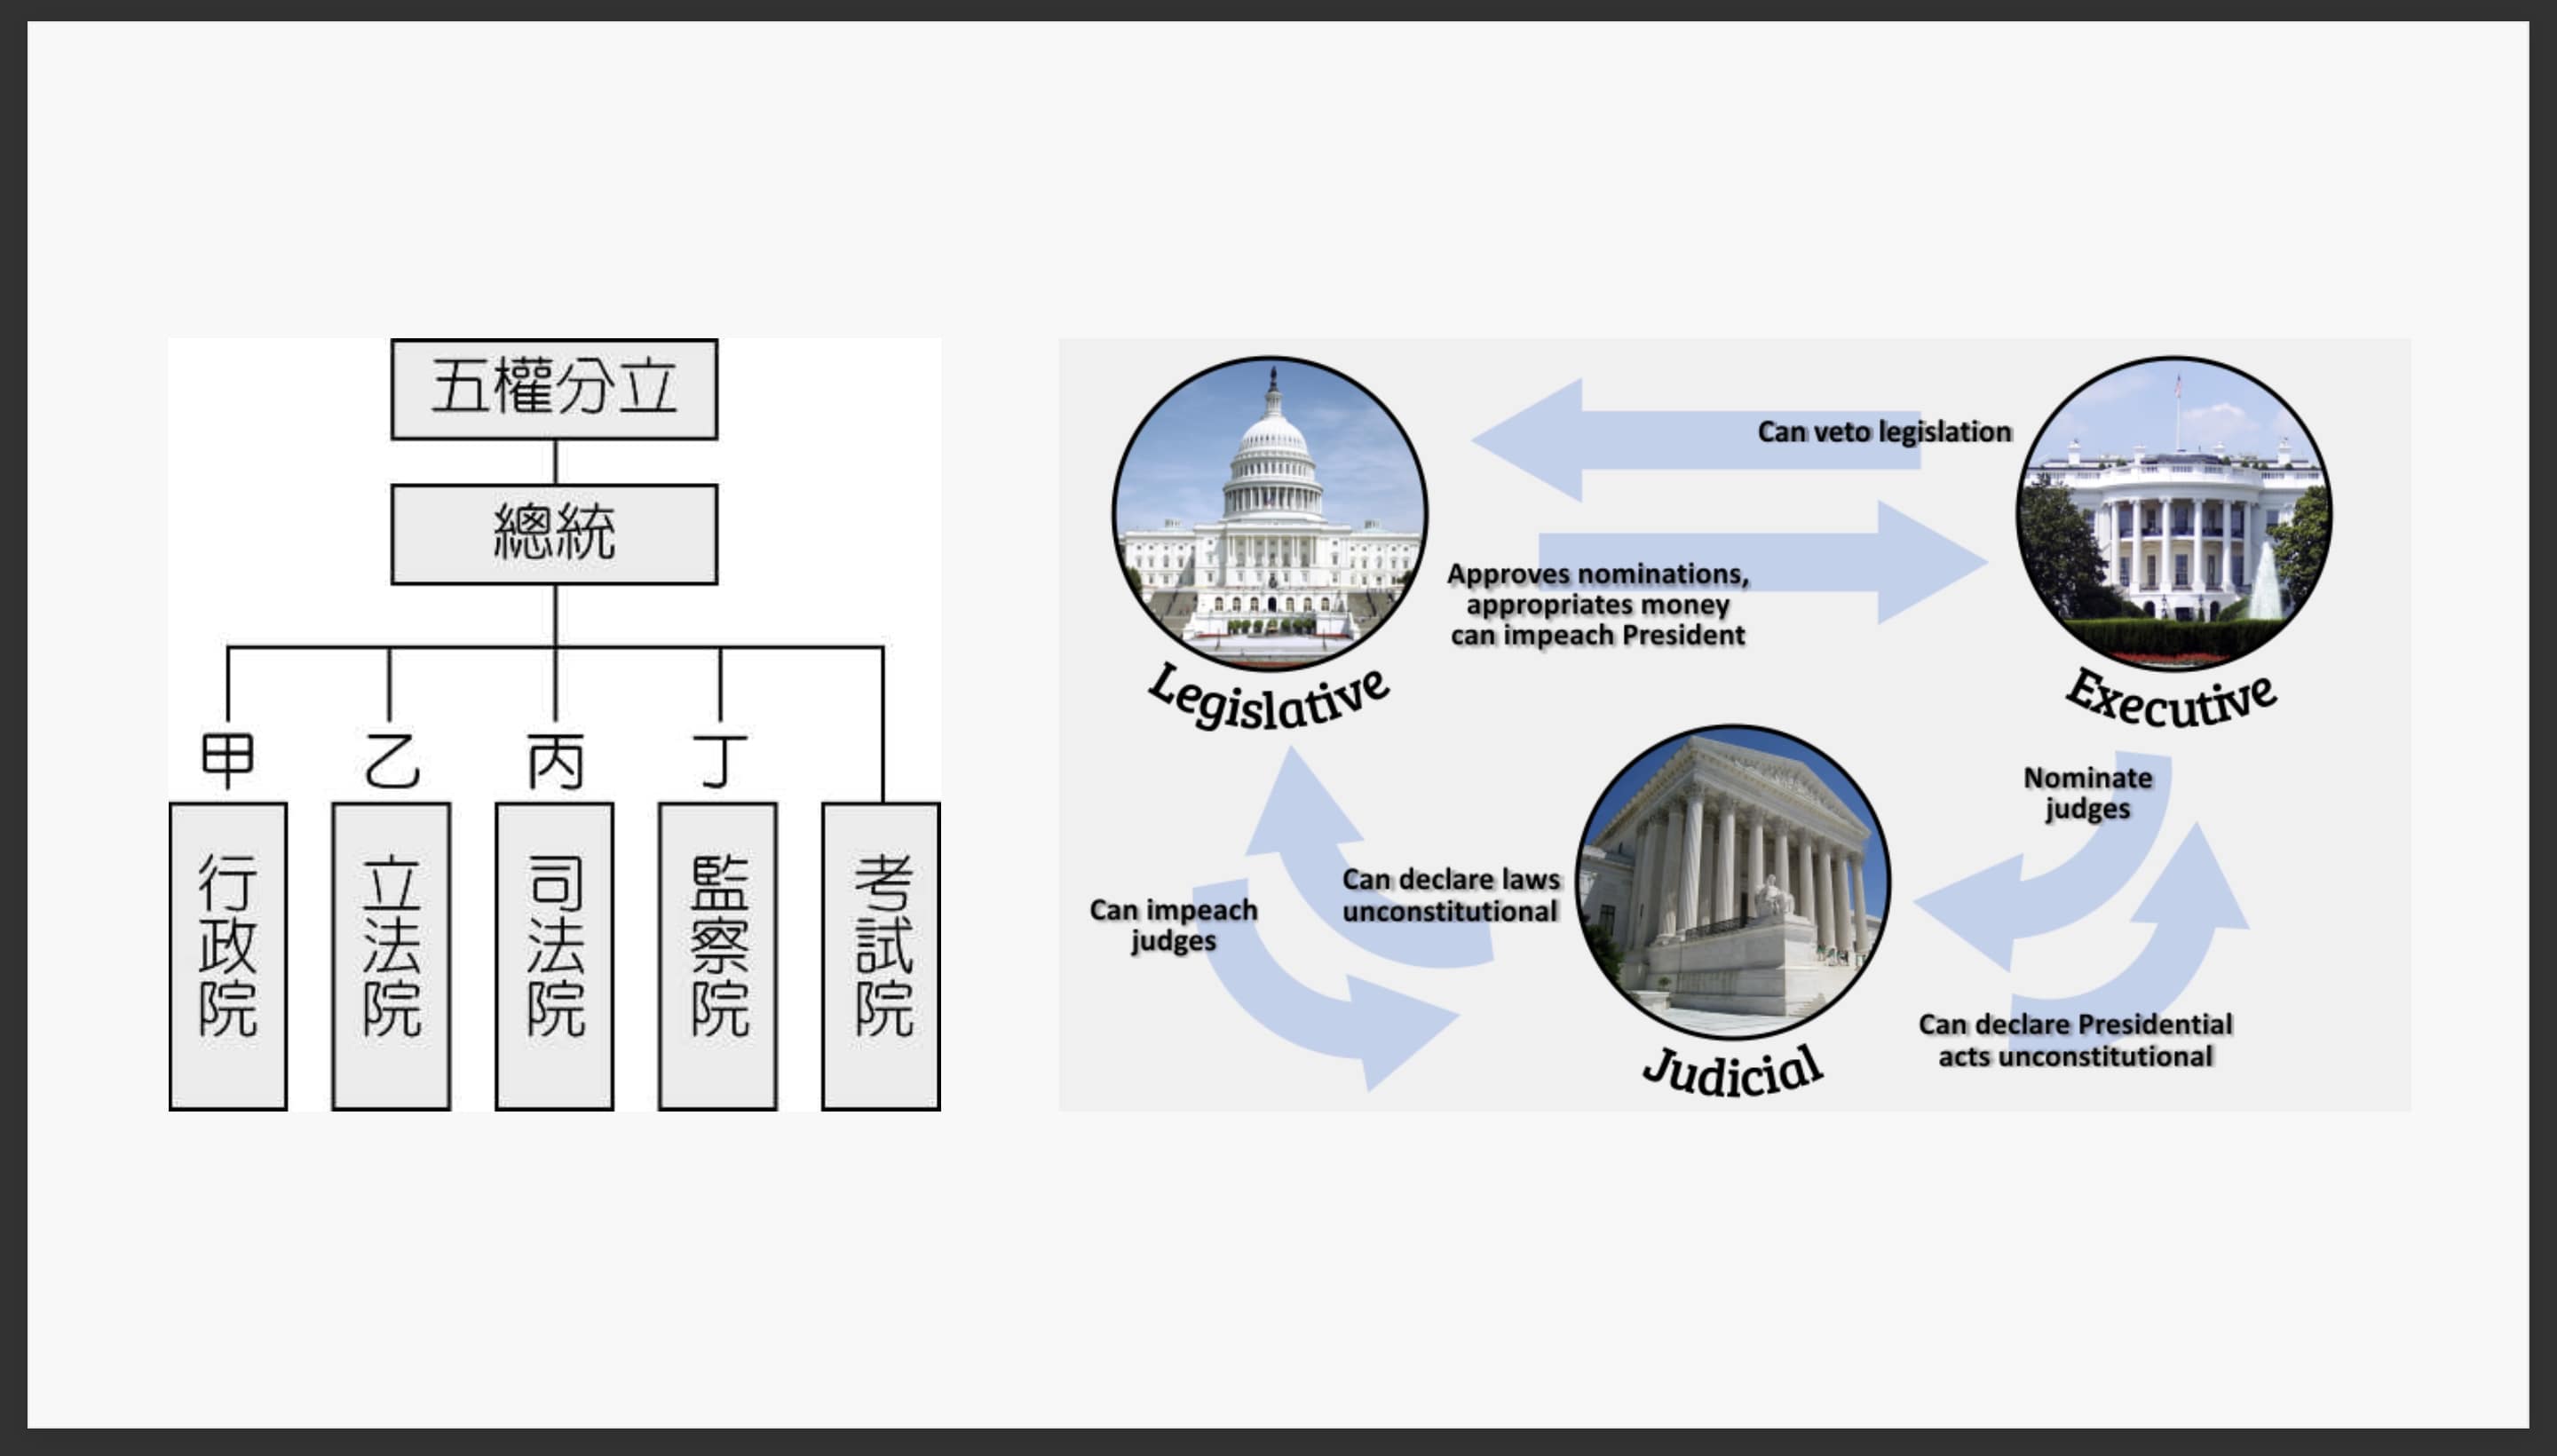 五權分立
總統
甲
乙
丙
丁
行政院
立法院
司法院
監察院
考試院
Can veto legislation
Approves nominations,
appropriates money
can impeach President
Legislative
Executive
Nominate
judges
Can declare laws
unconstitutional
Can impeach
judges
Can declare Presidential
acts unconstitutional
Judicial